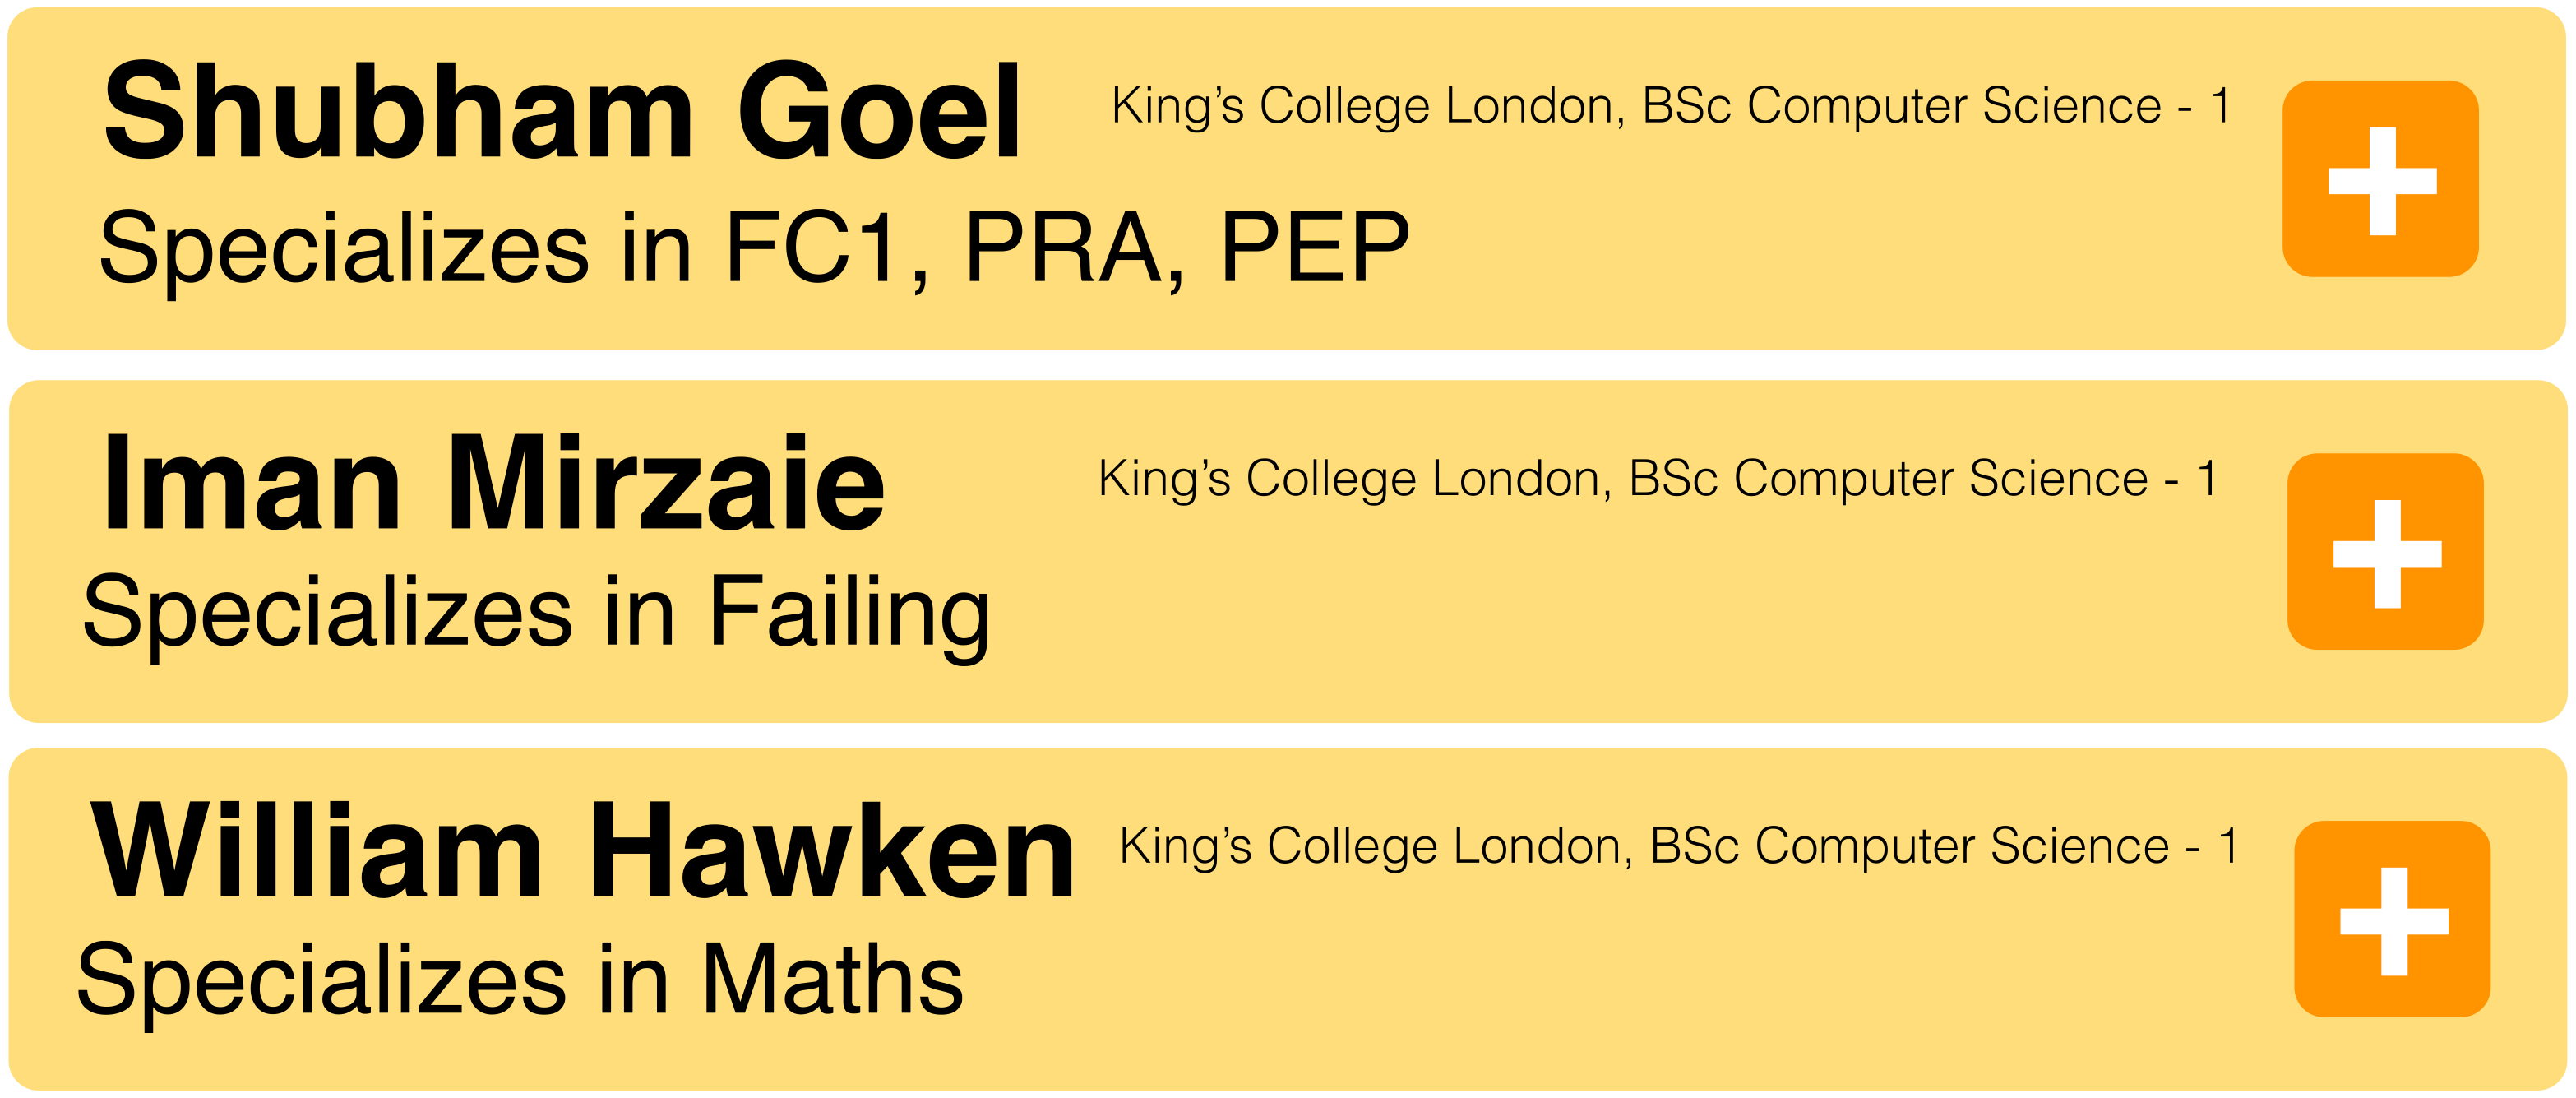 Shubham Goel King’s College London, BSc Computer Science - 1
Specializes in FC1, PRA, PEP
Iman Mirzaie King’s College London, BSc Computer Science - 1
Specializes in Failing
William Hawken King’s College London, BSc Computer Science - 1
Specializes in Maths